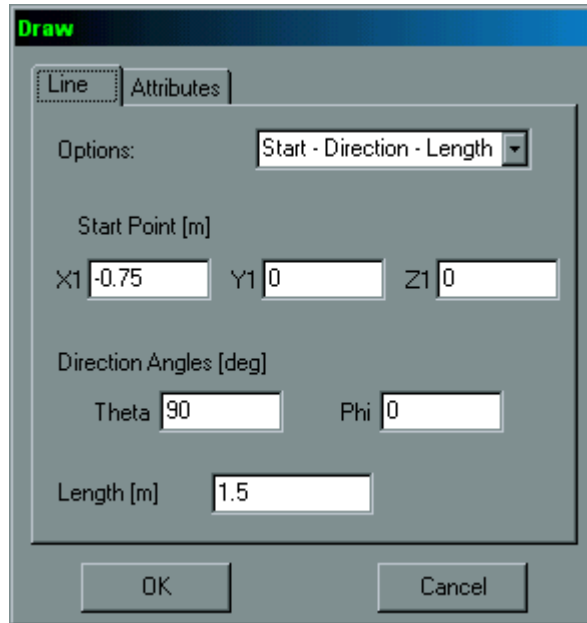 Draw
Line Attributes
Options: Start - Direction - Length
Start Point [m]
X1 -0.75 Y1 0 Z1 0
Direction Angles [deg]
Theta 90 Phi 0
Length [m] 1.5
OK Cancel